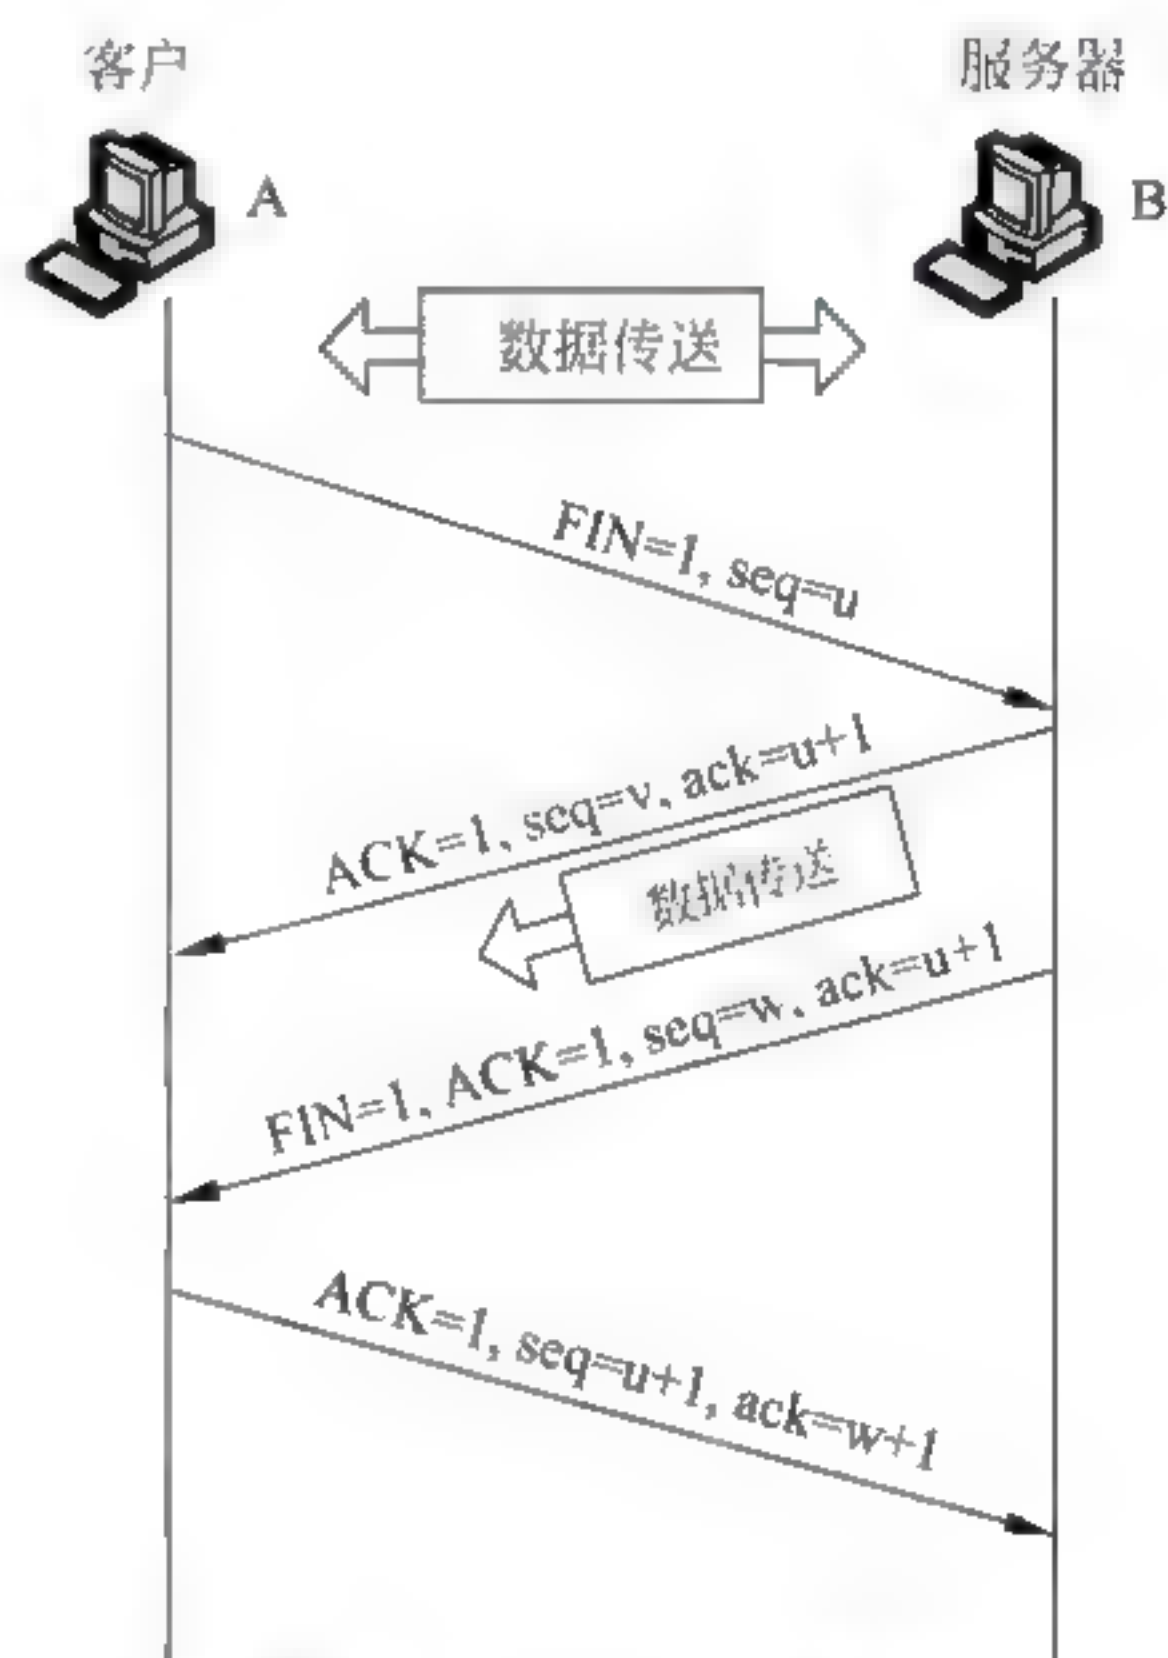 客户
服务器
A
B
数据传送
FIN=1, seq=u
ACK=1, seq=v, ack=u+1
数据传送
FIN=1, ACK=1, seq=w, ack=u+1
ACK=1, seq=u+1, ack=w+1